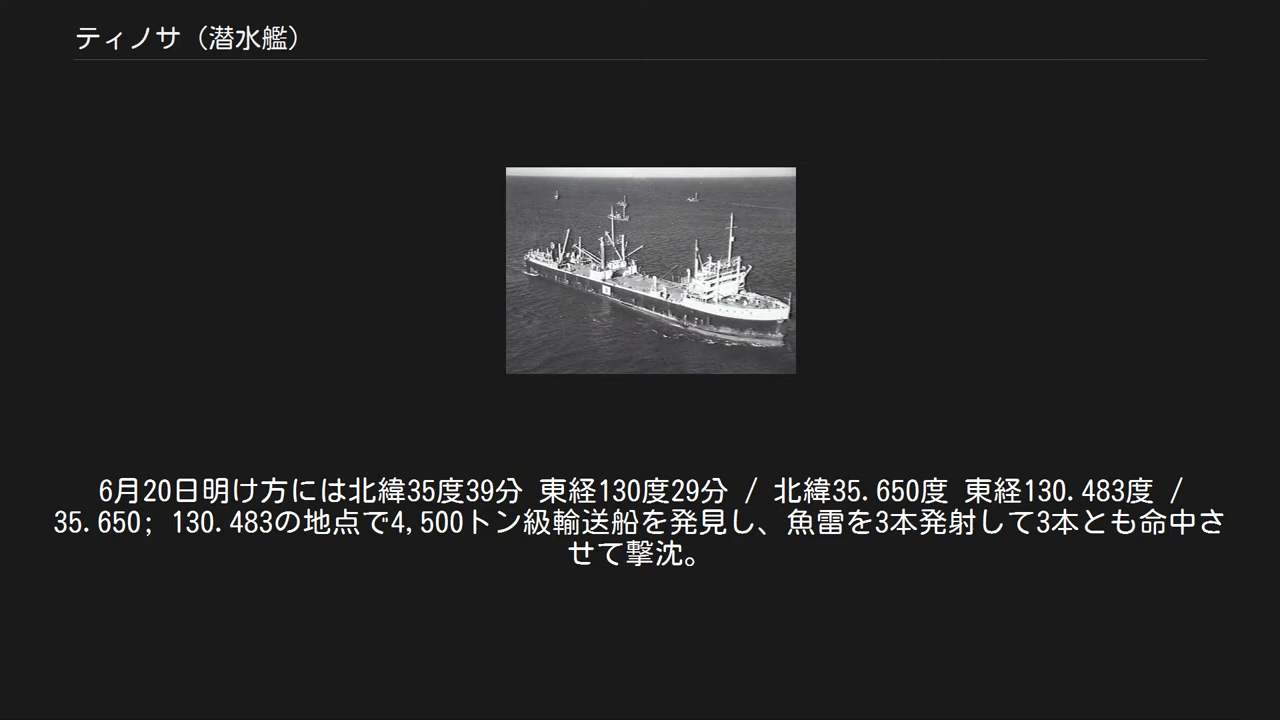 ティノサ（潜水艦）
6月20日明け方には北緯35度39分 東経130度29分 / 北緯35.650度 東経130.483度 /
35.650; 130.483の地点で4,500トン級輸送船を発見し、魚雷を3本発射して3本とも命中さ
せて撃沈。